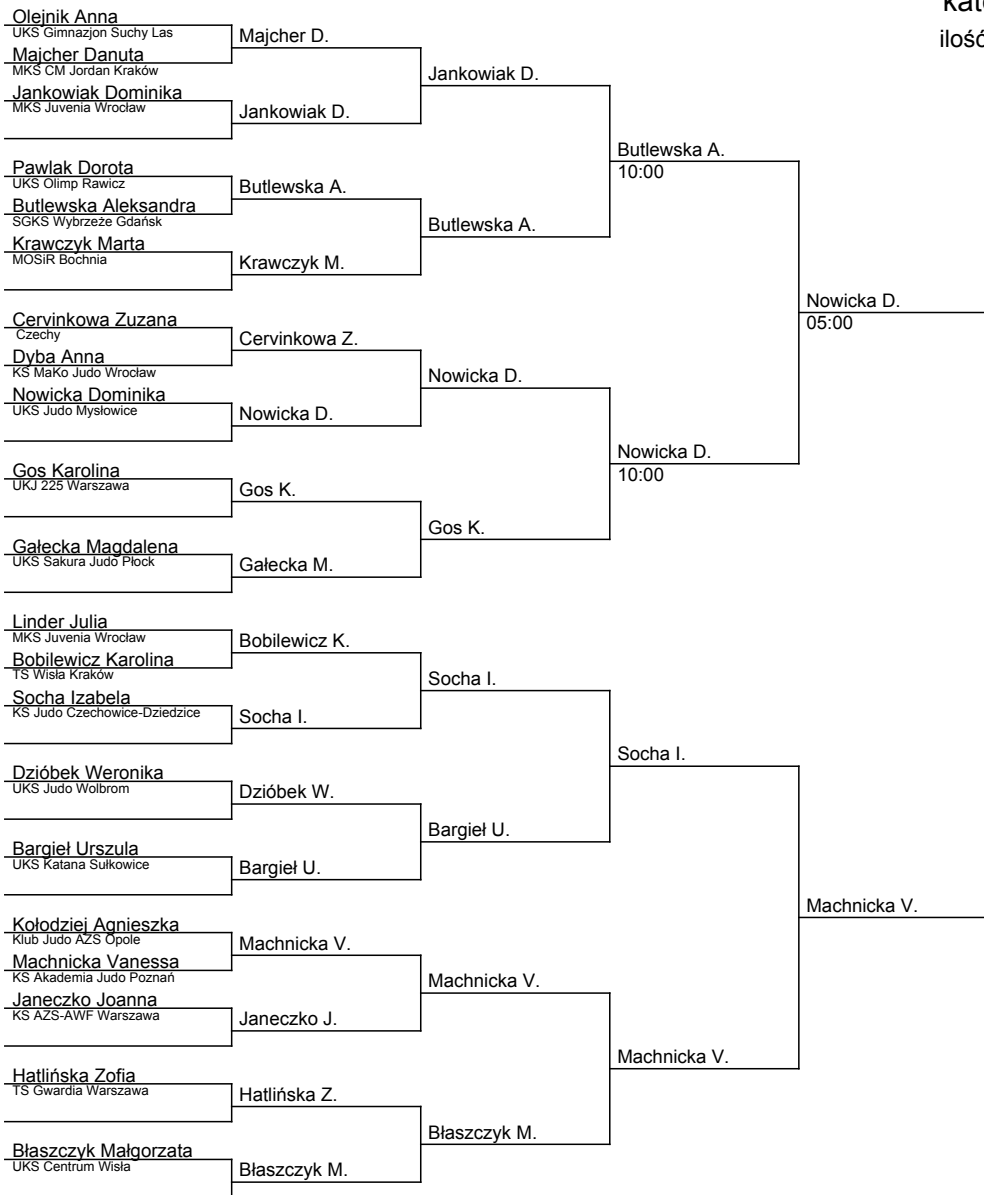 kate
ilość
Olejnik Anna
UKS Gimnazjon Suchy Las
Majcher Danuta
MKS CM Jordan Kraków
Jankowiak Dominika
MKS Juvenia Wrocław
Pawlak Dorota
UKS Olimp Rawicz
Butlewska Aleksandra
SGKS Wybrzeże Gdańsk
Krawczyk Marta
MOSiR Bochnia
Cervinkowa Zuzana
Czechy
Dyba Anna
KS MaKo Judo Wrocław
Nowicka Dominika
UKS Judo Mysłowice
Gos Karolina
UKJ 225 Warszawa
Gałecka Magdalena
UKS Sakura Judo Płock
Linder Julia
MKS Juvenia Wrocław
Bobilewicz Karolina
TS Wisła Kraków
Socha Izabela
KS Judo Czechowice-Dziedzice
Dzióbek Weronika
UKS Judo Wolbrom
Bargieł Urszula
UKS Katana Sułkowice
Kołodziej Agnieszka
Klub Judo AZS Opole
Machnicka Vanessa
KS Akademia Judo Poznań
Janeczko Joanna
KS AZS-AWF Warszawa
Hatlińska Zofia
TS Gwardia Warszawa
Błaszczyk Małgorzata
UKS Centrum Wisła
Majcher D.
Jankowiak D.
Butlewska A.
Krawczyk M.
Cervinkowa Z.
Nowicka D.
Gos K.
Gałecka M.
Bobilewicz K.
Socha I.
Dzióbek W.
Bargieł U.
Machnicka V.
Janeczko J.
Hatlińska Z.
Błaszczyk M.
Jankowiak D.
Butlewska A.
Nowicka D.
Gos K.
Socha I.
Bargieł U.
Machnicka V.
Błaszczyk M.
Butlewska A.
10:00
Nowicka D.
10:00
Socha I.
Machnicka V.
Nowicka D.
05:00
Machnicka V.